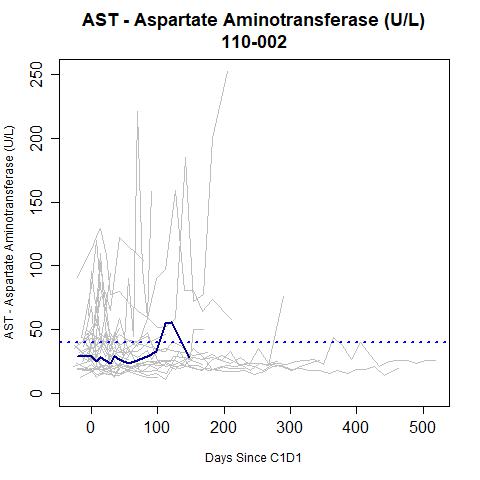 AST - Aspartate Aminotransferase (U/L)
110-002
AST - Aspartate Aminotransferase (U/L)
250
200
150
100
50
0
0 100 200 300 400 500
Days Since C1D1